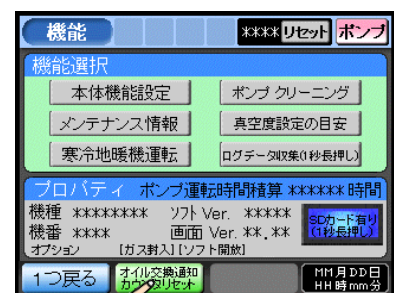 機能 **** リセット ポンプ
機能選択
本体機能設定 ポンプ クリーニング
メンテナンス情報 真空度設定の目安
寒冷地暖機運転 ログデータ収集(1秒長押し)
プロパティ ポンプ運転時間積算 ******時間
機種 ******** ソフト Ver. *****
機番 **** 画面 Ver. **.**
オプション [ガス封入][ソフト開放]
SDカード有り
(1秒長押し)
1つ戻る オイル交換通知
カウンタリセット
MM月DD日
HH時mm分